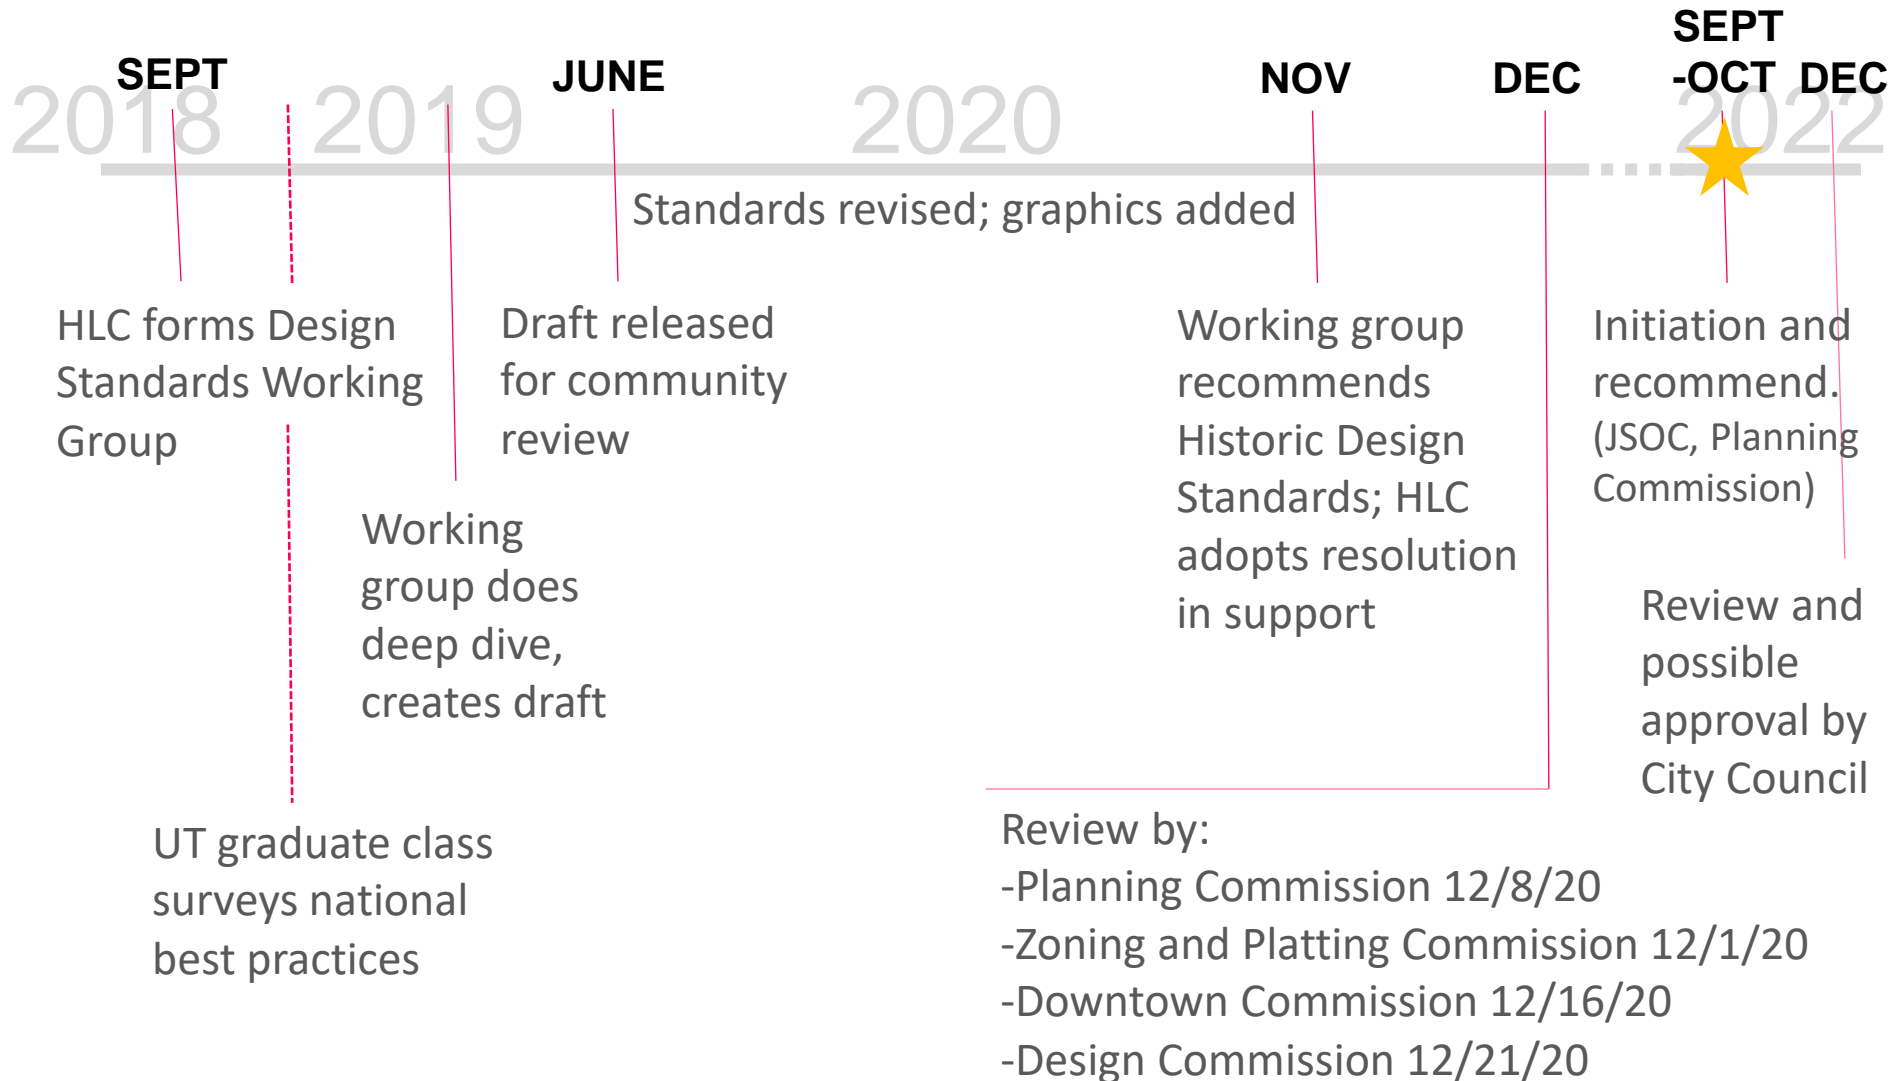 SEPT
JUNE
NOV
DEC
SEPT
-OCT
DEC
2018
2019
2020
2022
Standards revised; graphics added
HLC forms Design
Standards Working
Group
Draft released
for community
review
Working group
recommends
Historic Design
Standards; HLC
adopts resolution
in support
Initiation and
recommend.
(JSOC, Planning
Commission)
Working
group does
deep dive,
creates draft
Review and
possible
approval by
City Council
UT graduate class
surveys national
best practices
Review by:
-Planning Commission 12/8/20
-Zoning and Platting Commission 12/1/20
-Downtown Commission 12/16/20
-Design Commission 12/21/20